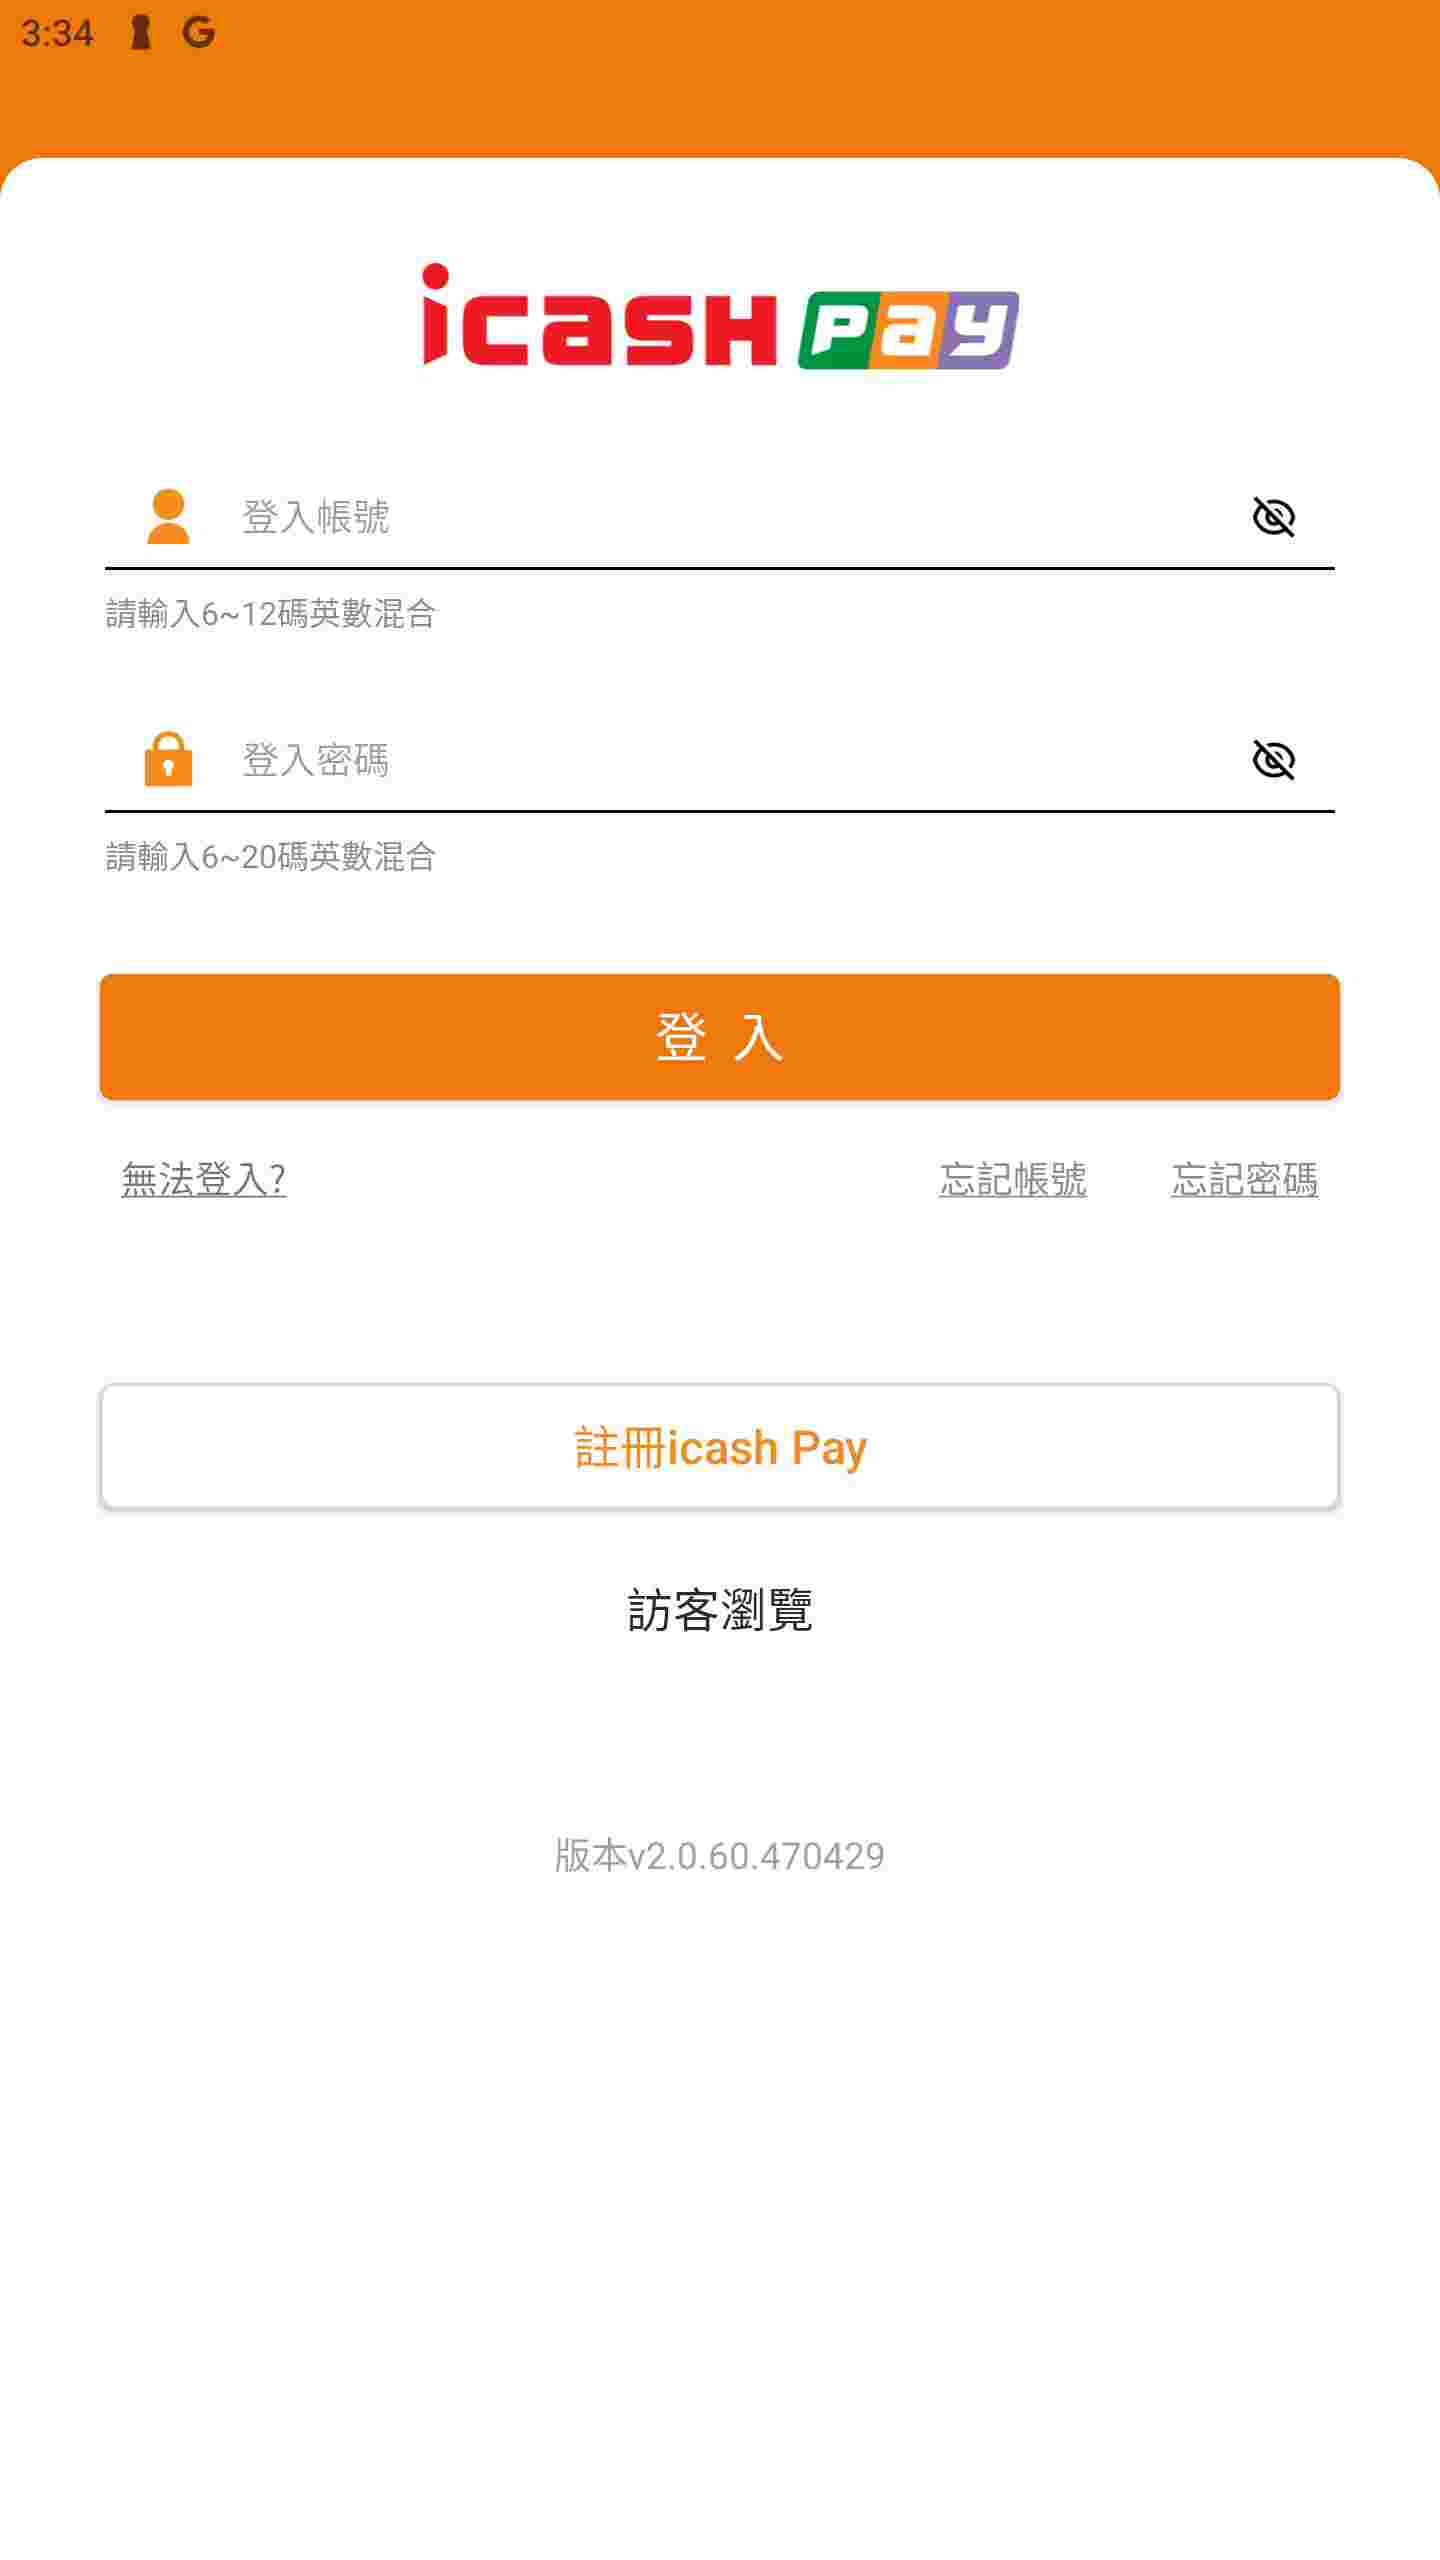 3:34
icash pay
登入帳號
請輸入6~12碼英數混合
登入密碼
請輸入6~20碼英數混合
登 入
無法登入? 忘記帳號 忘記密碼
註冊icash Pay
訪客瀏覽
版本v2.0.60.470429